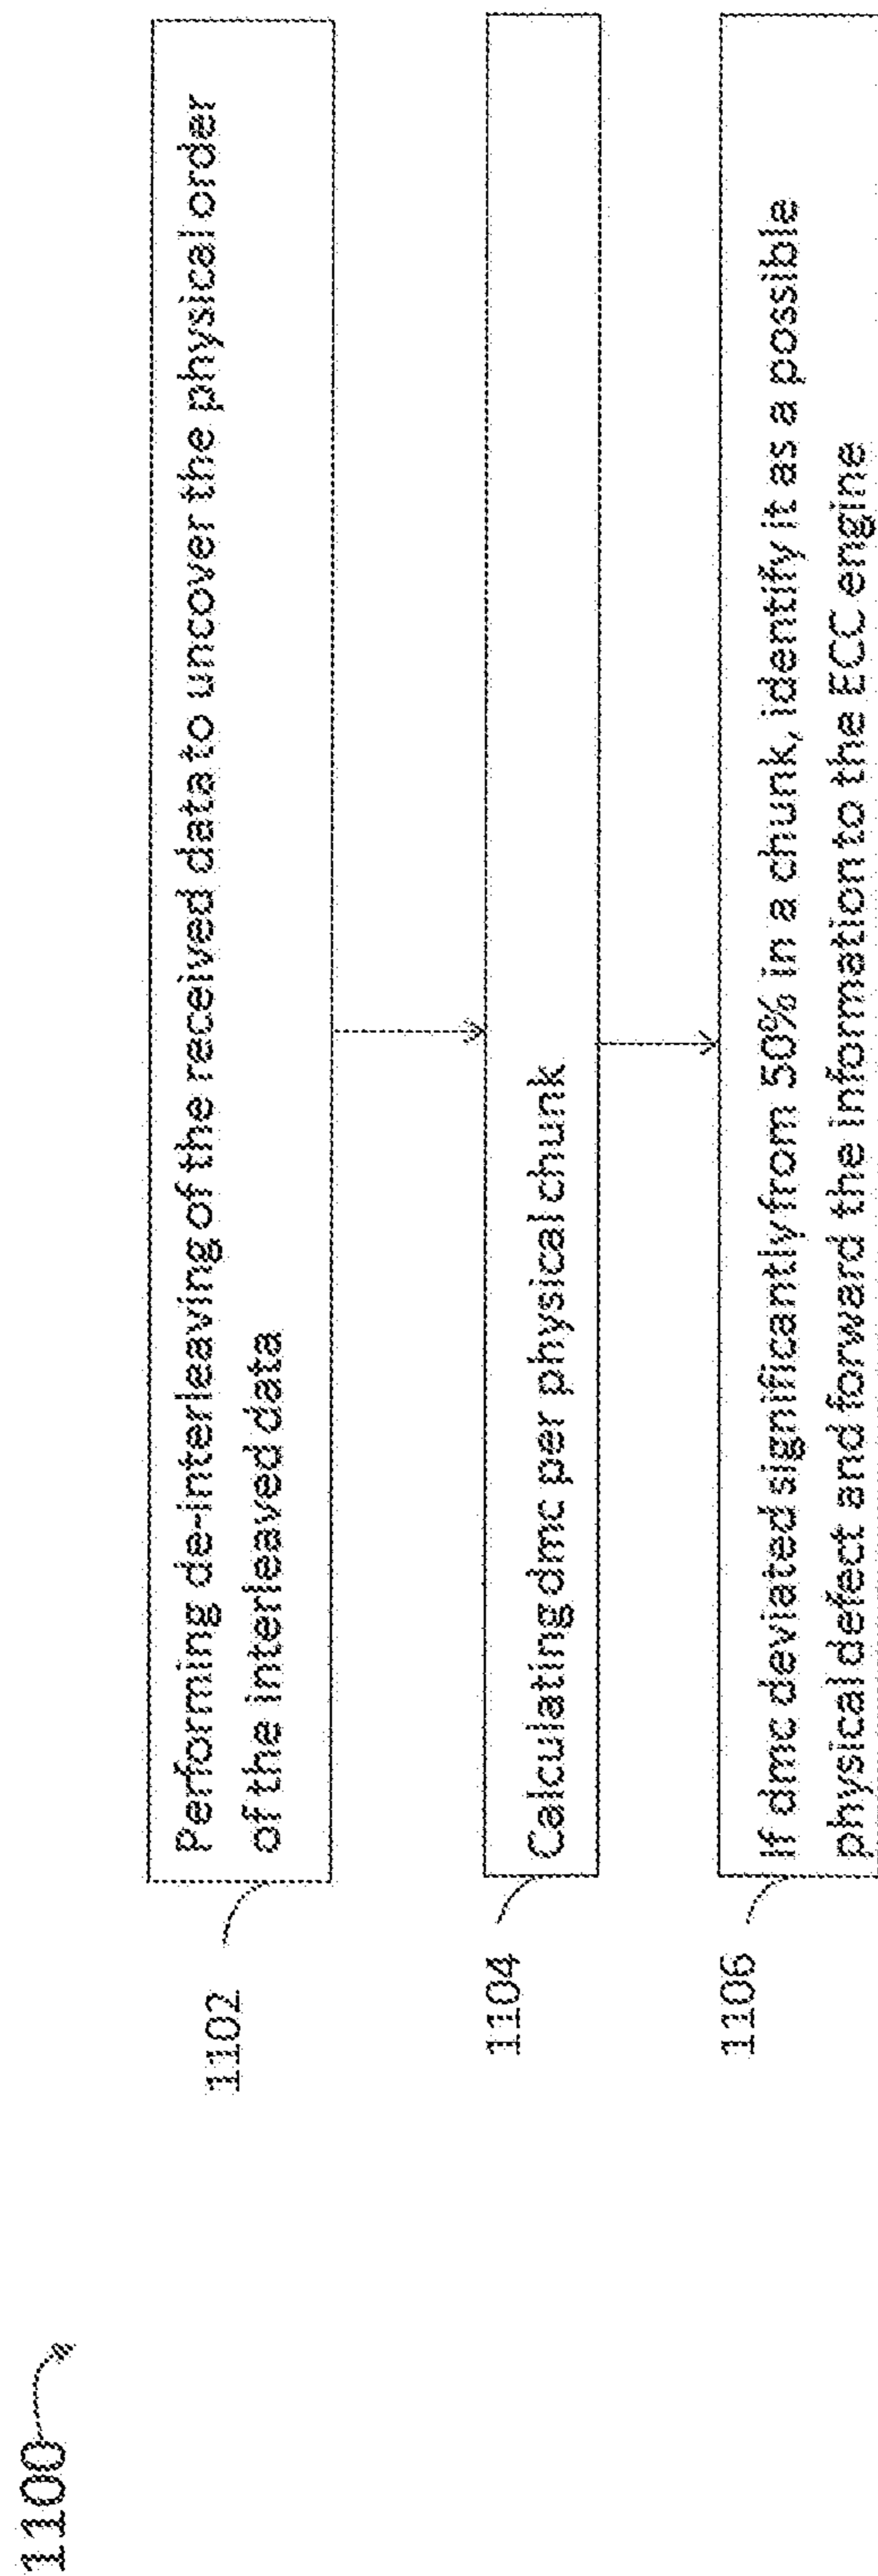 1100
1102
Performing de-interleaving of the received data to uncover the physical order
of the interleaved data
1104
Calculating dmc per physical chunk
1106
If dmc deviated significantly from 50% in a chunk, identify it as a possible
physical defect and forward the information to the ECC engine